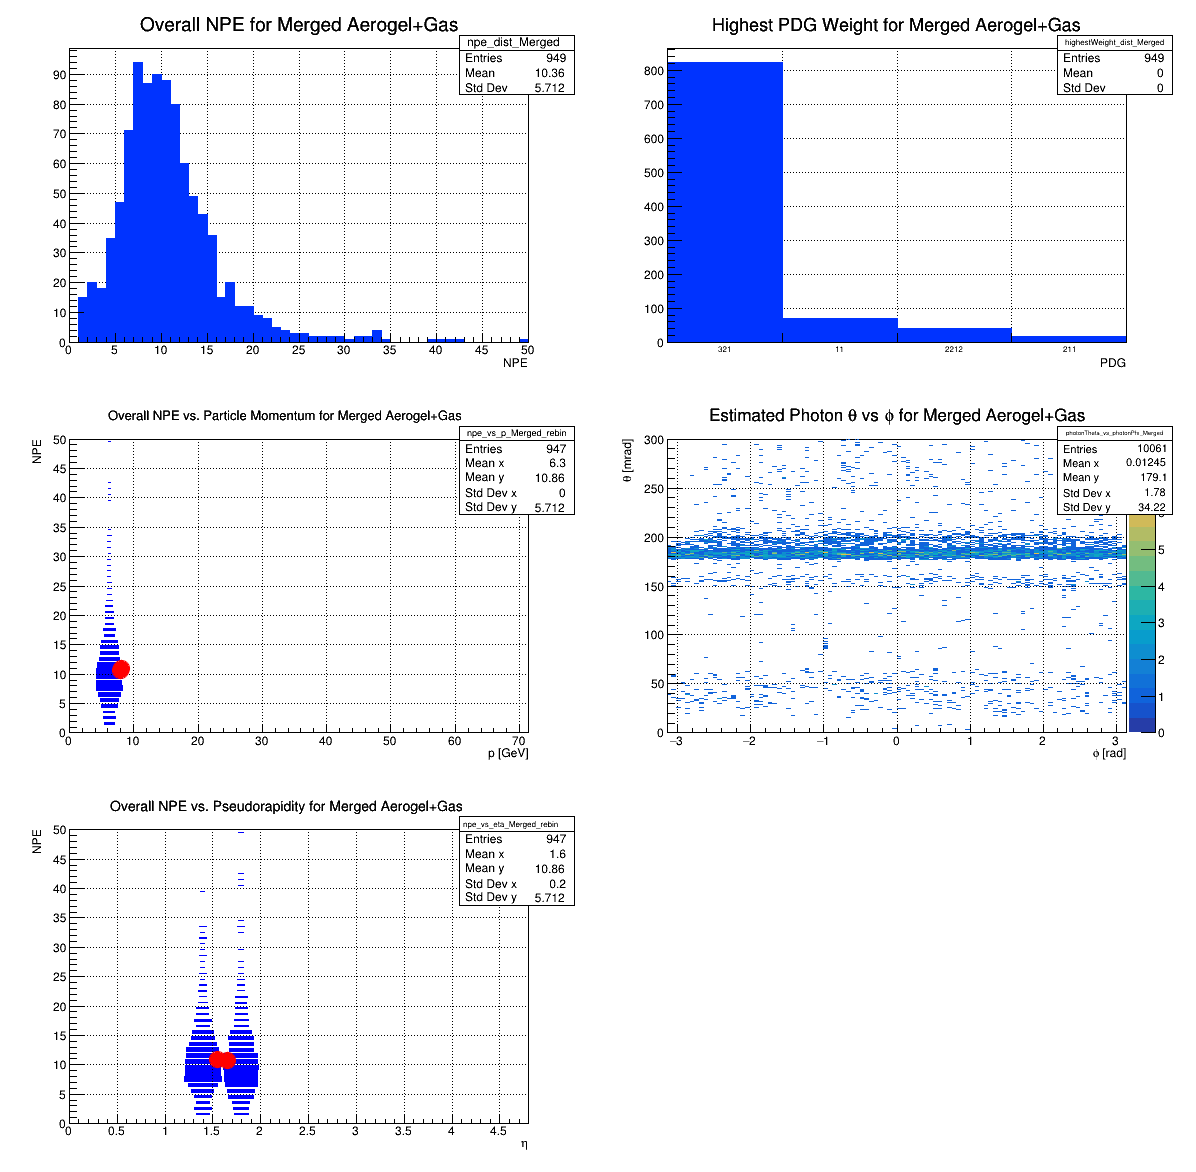 Overall NPE for Merged Aerogel+Gas
npe_dist_Merged
Entries 949
Mean 10.36
Std Dev 5.712
90
80
70
60
50
40
30
20
10
0
0 5 10 15 20 25 30 35 40 45 50
NPE
Highest PDG Weight for Merged Aerogel+Gas
highestWeight_dist_Merged
Entries 949
Mean 0
Std Dev 0
800
700
600
500
400
300
200
100
0
321 11 2212 211
PDG
Overall NPE vs. Particle Momentum for Merged Aerogel+Gas
NPE
npe_vs_p_Merged_rebin
Entries 947
Mean x 6.3
Mean y 10.86
Std Dev x 0
Std Dev y 5.712
50
45
40
35
30
25
20
15
10
5
0
0 10 20 30 40 50 60 70
p [GeV]
Estimated Photon θ vs ϕ for Merged Aerogel+Gas
θ [mrad]
photonTheta_vs_photonPhi_Merged
Entries 10061
Mean x 0.01245
Mean y 179.1
Std Dev x 1.78
Std Dev y 34.22
300
250
200
150
100
50
0
−3 −2 −1 0 1 2 3
ϕ [rad]
5
4
3
2
1
0
Overall NPE vs. Pseudorapidity for Merged Aerogel+Gas
NPE
npe_vs_eta_Merged_rebin
Entries 947
Mean x 1.6
Mean y 10.86
Std Dev x 0.2
Std Dev y 5.712
50
45
40
35
30
25
20
15
10
5
0
0 0.5 1 1.5 2 2.5 3 3.5 4 4.5
η